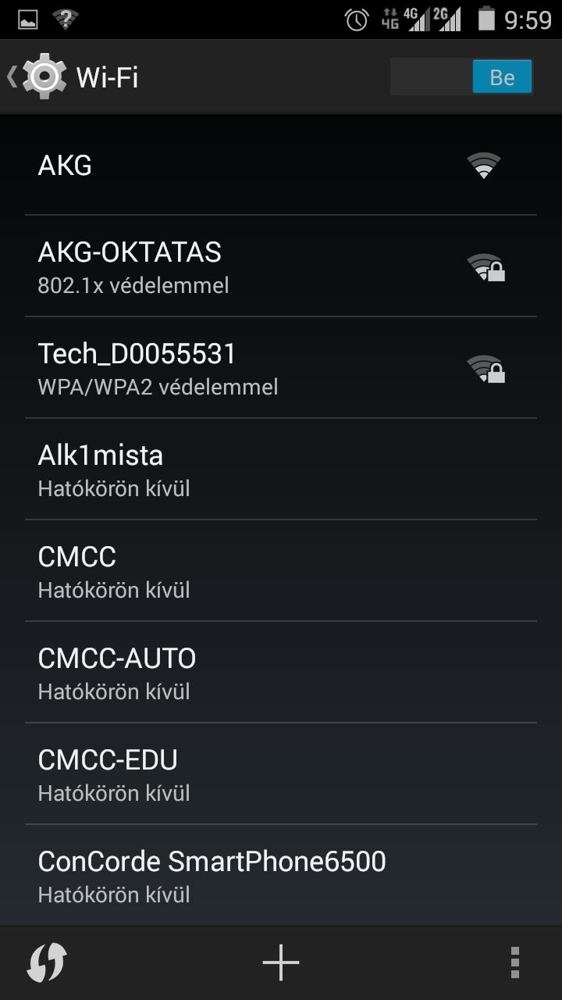 4G 4G 2G 9:59
Wi-Fi Be
AKG
AKG-OKTATAS
802.1x védelemmel
Tech_D0055531
WPA/WPA2 védelemmel
Alk1mista
Hatókörön kívül
CMCC
Hatókörön kívül
CMCC-AUTO
Hatókörön kívül
CMCC-EDU
Hatókörön kívül
ConCorde SmartPhone6500
Hatókörön kívül